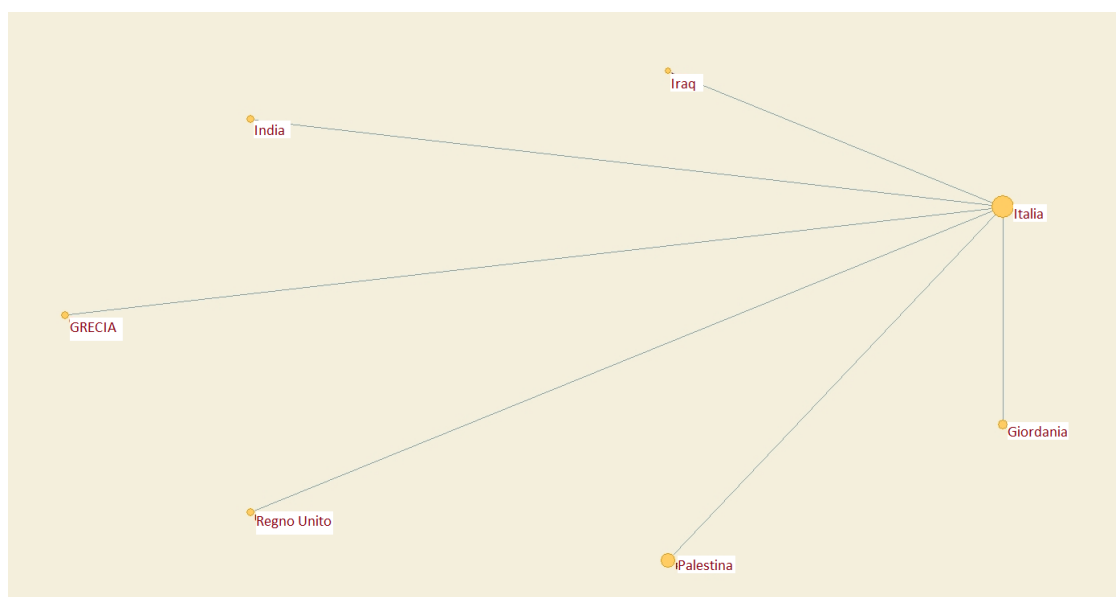 Iraq
India
Italia
GRECIA
Giordania
Regno Unito
Palestina